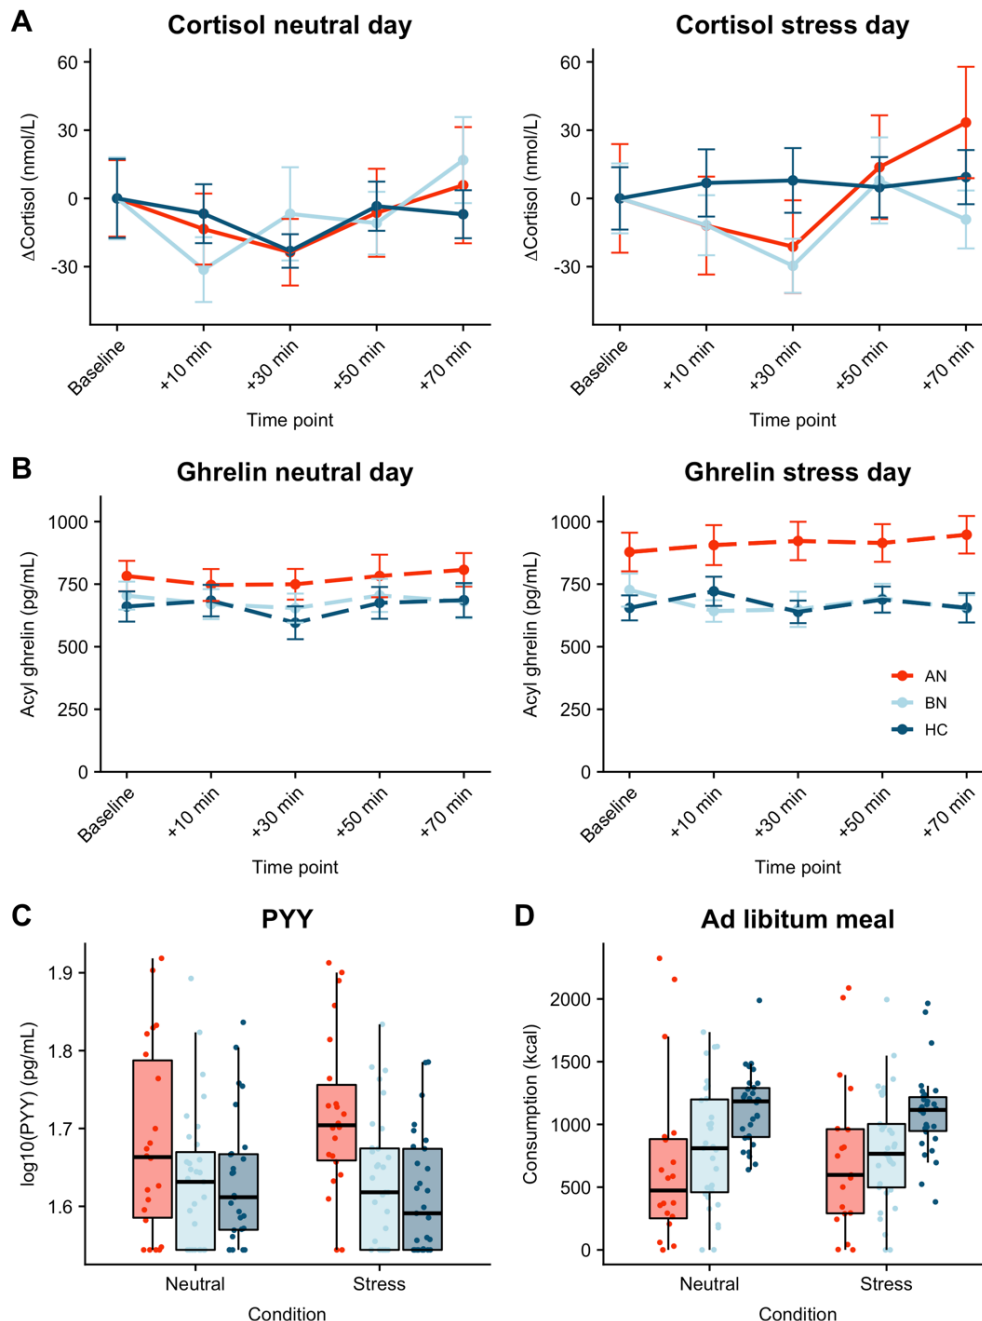 A
Cortisol neutral day
Cortisol stress day
ΔCortisol (nmol/L)
60
30
0
-30
Baseline
+10 min
+30 min
+50 min
+70 min
Time point
ΔCortisol (nmol/L)
60
30
0
-30
Baseline
+10 min
+30 min
+50 min
+70 min
Time point
B
Ghrelin neutral day
Ghrelin stress day
Acyl ghrelin (pg/mL)
1000
750
500
250
0
Baseline
+10 min
+30 min
+50 min
+70 min
Time point
Acyl ghrelin (pg/mL)
1000
750
500
250
0
AN
BN
HC
Baseline
+10 min
+30 min
+50 min
+70 min
Time point
C
PYY
log10(PYY) (pg/mL)
1.9
1.8
1.7
1.6
Neutral
Stress
Condition
D
Ad libitum meal
Consumption (kcal)
2000
1500
1000
500
0
Neutral
Stress
Condition